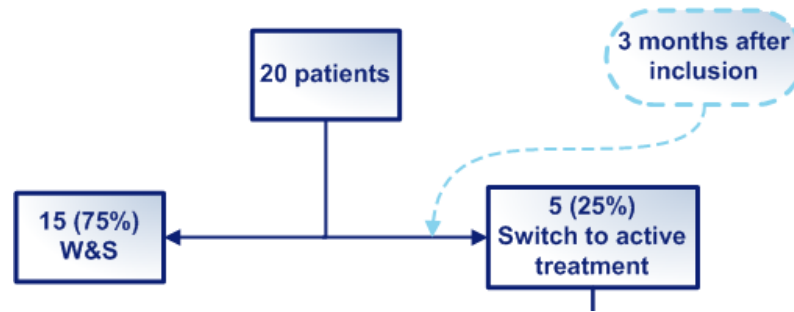 3 months after
inclusion
20 patients
15 (75%)
W&S
5 (25%)
Switch to active
treatment